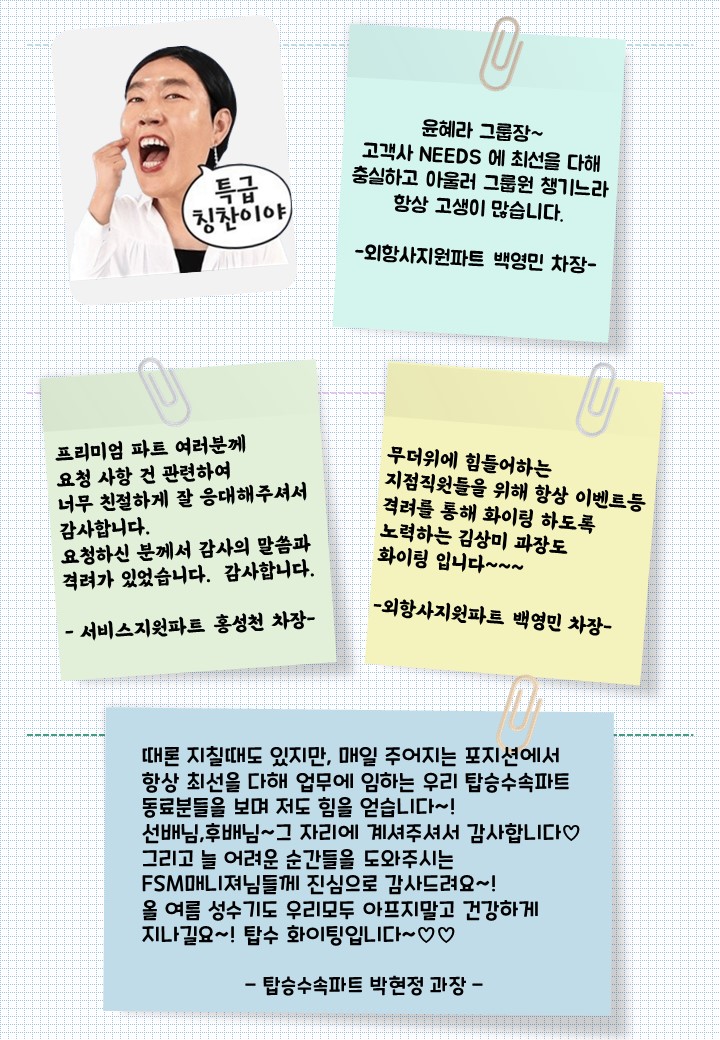 특급
칭찬이야
윤혜라 그룹장~
고객사 NEEDS 에 최선을 다해
충실하고 아울러 그룹원 챙기느라
항상 고생이 많습니다.
-외항사지원파트 백영민 차장-
프리미엄 파트 여러분께
요청 사항 건 관련하여
너무 친절하게 잘 응대해주셔서
감사합니다.
요청하신 분께서 감사의 말씀과
격려가 있었습니다. 감사합니다.
- 서비스지원파트 홍성천 차장-
무더위에 힘들어하는
지점직원들을 위해 항상 이벤트등
격려를 통해 화이링 하도록
노력하는 김상미 과장도
화이링 입니다~~~
-외항사지원파트 백영민 차장-
때론 지칠때도 있지만, 매일 주어지는 포지션에서
항상 최선을 다해 업무에 임하는 우리 탑승수속파트
동료분들을 보며 저도 힘을 얻습니다~!
선배님,후배님~그 자리에 계셔주셔서 감사합니다♡
그리고 늘 어려운 순간들을 도와주시는
FSM매니져님들께 진심으로 감사드려요~!
올 여름 성수기도 우리모두 아프지말고 건강하게
지나길요~! 탑수 화이팅입니다~♡♡
- 탑승수속파트 박현정 과장 -